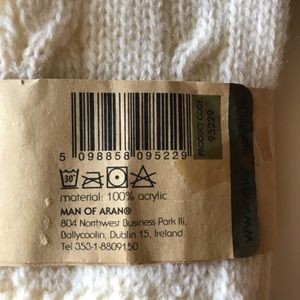 PRODUCT CODE
95229
5 098858 095229
30°
material: 100% acrylic
MAN OF ARAN®
804 Northwest Business Park III,
Ballycoolin, Dublin 15, Ireland.
Tel 353-1-8809150